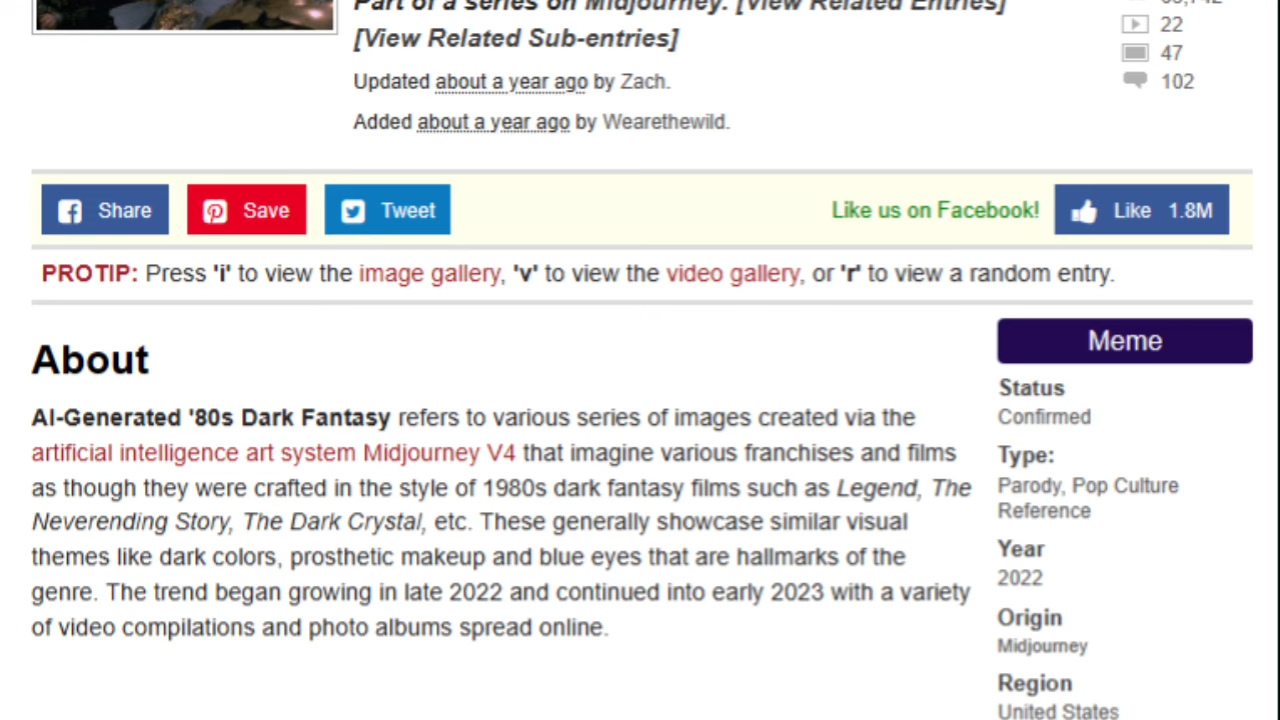 Part of a series on Midjourney. [View Related Entries]
[View Related Sub-entries]
22
47
Updated about a year ago by Zach.
102
Added about a year ago by Wearethewild.
Share Save Tweet Like us on Facebook! Like 1.8M
PROTIP: Press 'i' to view the image gallery, 'v' to view the video gallery, or 'r' to view a random entry.
About
AI-Generated '80s Dark Fantasy refers to various series of images created via the
artificial intelligence art system Midjourney V4 that imagine various franchises and films
as though they were crafted in the style of 1980s dark fantasy films such as Legend, The
Neverending Story, The Dark Crystal, etc. These generally showcase similar visual
themes like dark colors, prosthetic makeup and blue eyes that are hallmarks of the
genre. The trend began growing in late 2022 and continued into early 2023 with a variety
of video compilations and photo albums spread online.
Meme
Status
Confirmed
Type:
Parody, Pop Culture
Reference
Year
2022
Origin
Midjourney
Region
United States